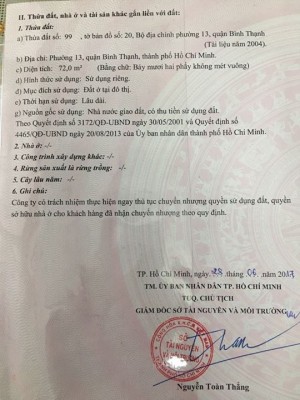 II. Thửa đất, nhà ở và tài sản khác gắn liền với đất:
1. Thửa đất:
a) Thửa đất số: 99 , tờ bản đồ số: 20, Bộ địa chính phường 13, quận Bình Thạnh
(Tài liệu năm 2004).
b) Địa chỉ: Phường 13, quận Bình Thạnh, thành phố Hồ Chí Minh.
c) Diện tích: 72,0 m² (Bằng chữ: Bảy mươi hai phẩy không mét vuông)
d) Hình thức sử dụng: Sử dụng riêng.
đ) Mục đích sử dụng: Đất ở tại đô thị.
e) Thời hạn sử dụng: Lâu dài.
g) Nguồn gốc sử dụng: Nhà nước giao đất, có thu tiền sử dụng đất.
Theo Quyết định số 3172/QĐ-UBND ngày 30/05/2001 và Quyết định số
4465/QĐ-UBND ngày 20/08/2013 của Ủy ban nhân dân thành phố Hồ Chí Minh.
2. Nhà ở: -/-
3. Công trình xây dựng khác: -/-
4. Rừng sản xuất là rừng trồng: -/-
5. Cây lâu năm: -/-
6. Ghi chú:
Công ty có trách nhiệm thực hiện ngay thủ tục chuyển nhượng quyền sử dụng đất, quyền
sở hữu nhà ở cho khách hàng đã nhận chuyển nhượng theo quy định.
TP. Hồ Chí Minh, ngày 28 tháng 06 năm 2017
TM. ỦY BAN NHÂN DÂN TP. HỒ CHÍ MINH
TUQ. CHỦ TỊCH
GIÁM ĐỐC SỞ TÀI NGUYÊN VÀ MÔI TRƯỜNG
SỞ
TÀI NGUYÊN
VÀ MÔI TRƯỜNG
Nguyễn Toàn Thắng